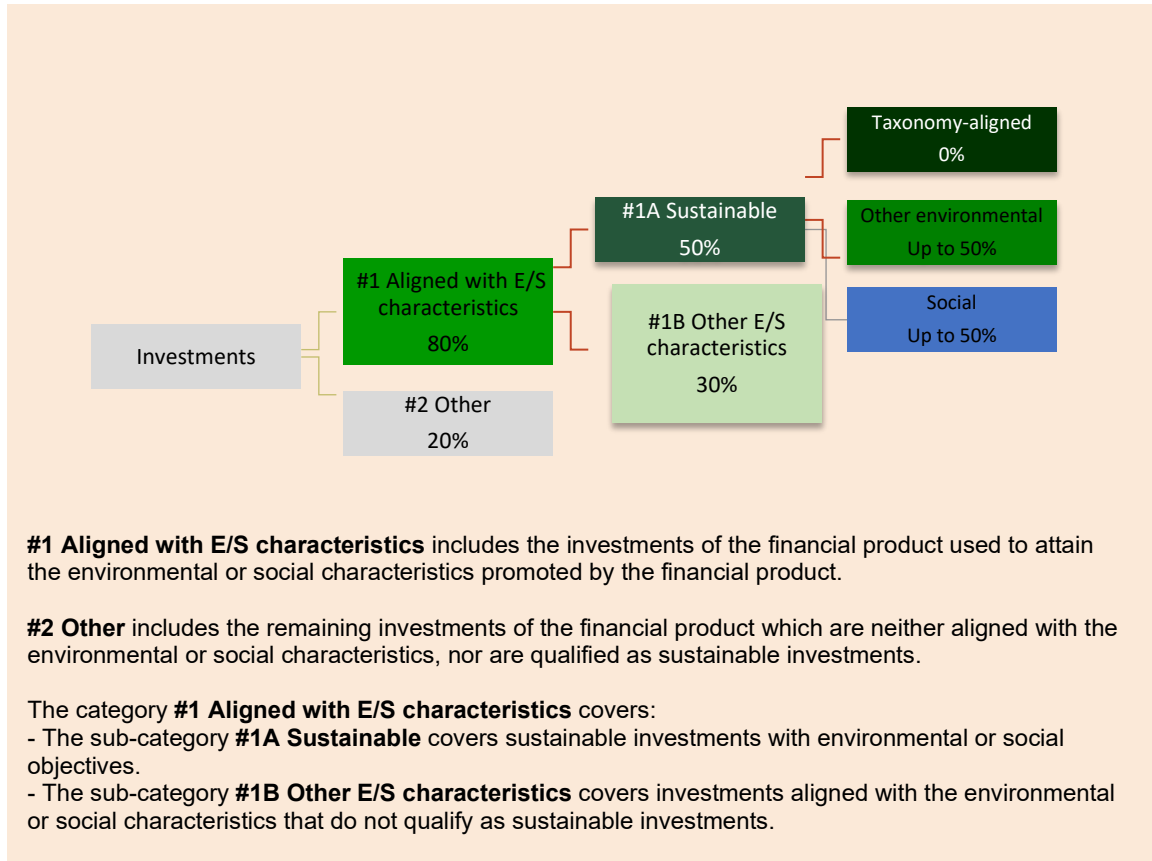 Taxonomy-aligned
0%
#1A Sustainable
50%
Other environmental
Up to 50%
#1 Aligned with E/S
characteristics
80%
#1B Other E/S
characteristics
30%
Social
Up to 50%
Investments
#2 Other
20%
#1 Aligned with E/S characteristics includes the investments of the financial product used to attain
the environmental or social characteristics promoted by the financial product.
#2 Other includes the remaining investments of the financial product which are neither aligned with the
environmental or social characteristics, nor are qualified as sustainable investments.
The category #1 Aligned with E/S characteristics covers:
- The sub-category #1A Sustainable covers sustainable investments with environmental or social
objectives.
- The sub-category #1B Other E/S characteristics covers investments aligned with the environmental
or social characteristics that do not qualify as sustainable investments.